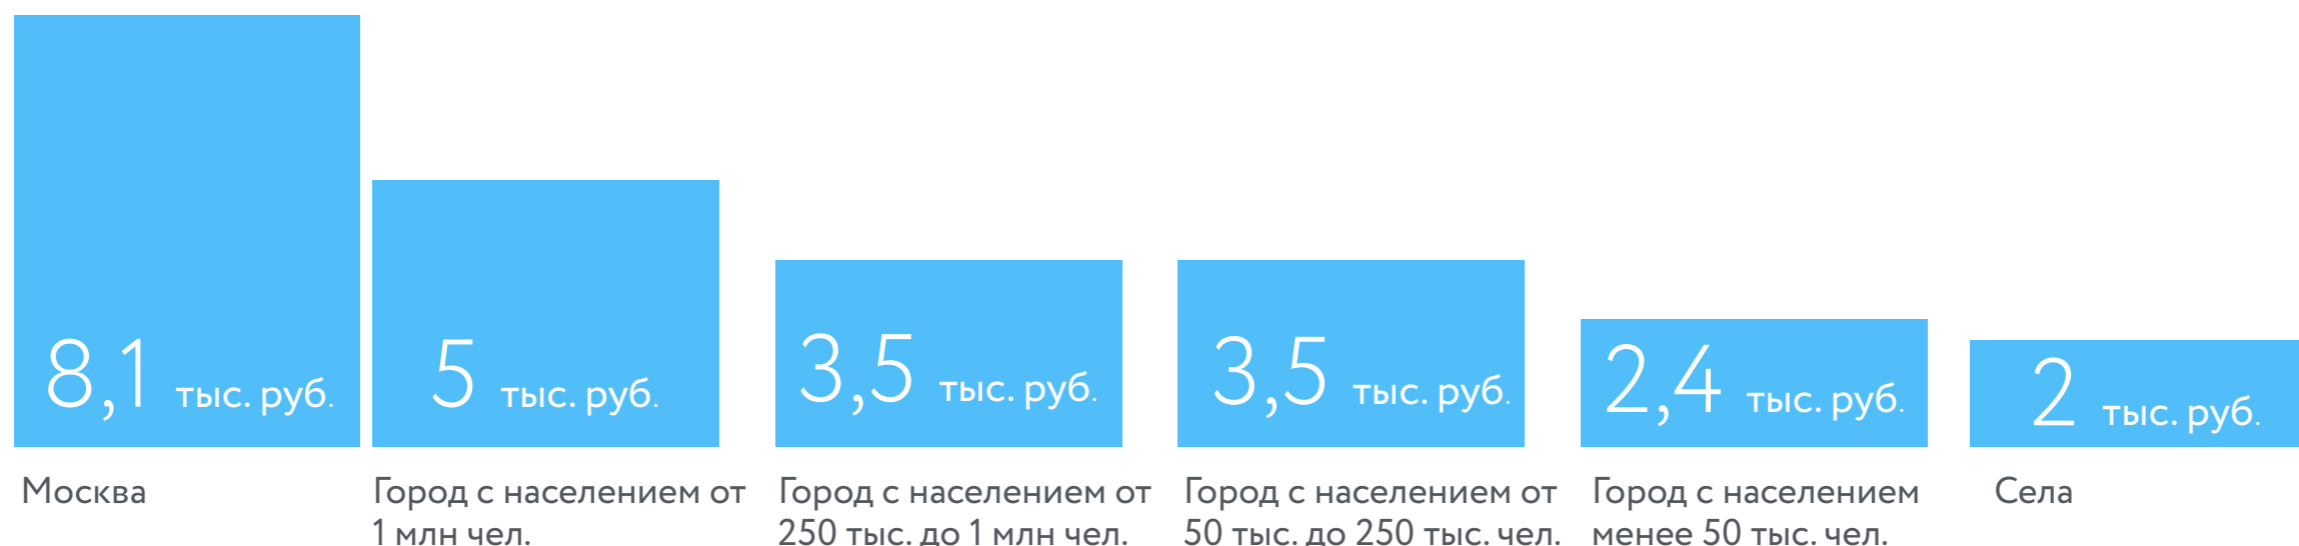 8,1 тыс. руб.
5 тыс. руб.
3,5 тыс. руб.
3,5 тыс. руб.
2,4 тыс. руб.
2 тыс. руб.
Москва
Город с населением от
1 млн чел.
Город с населением от
250 тыс. до 1 млн чел.
Город с населением от
50 тыс. до 250 тыс. чел.
Город с населением
менее 50 тыс. чел.
Села